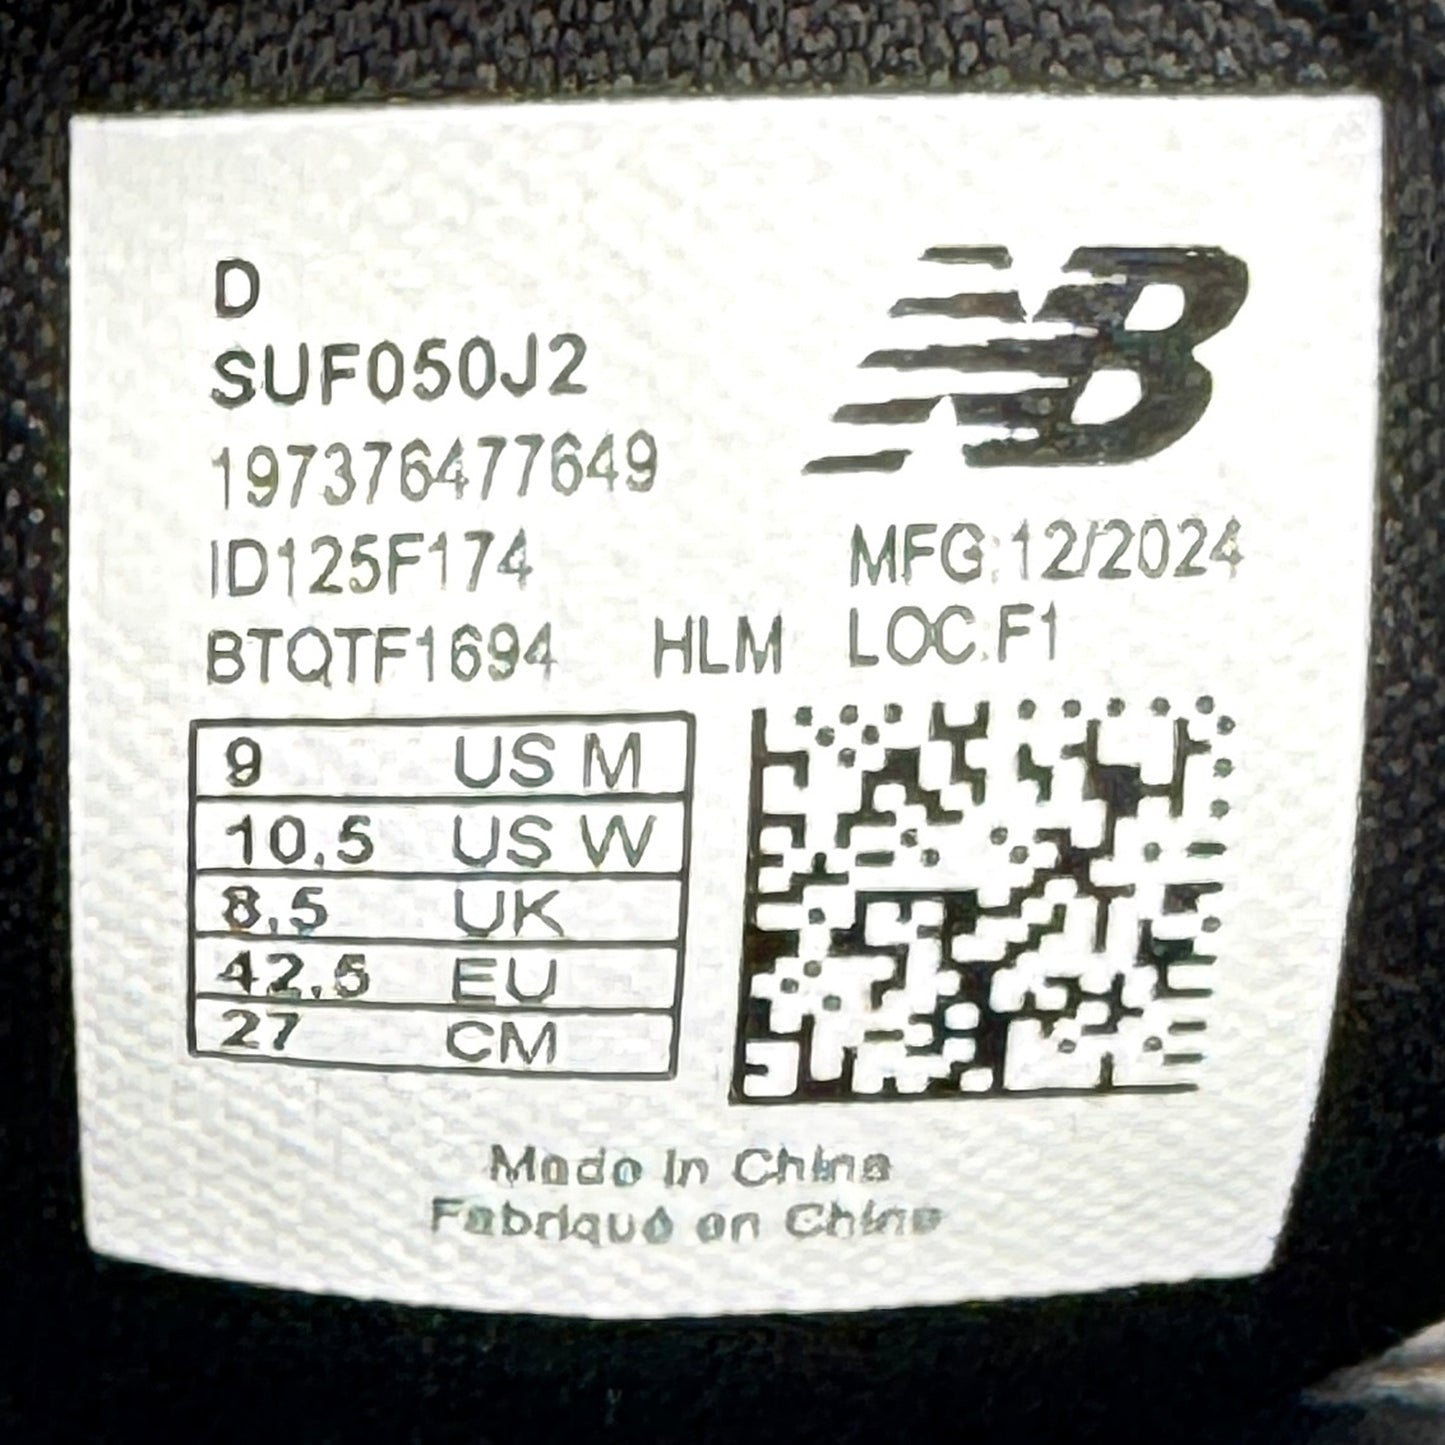 D
SUF050J2
197376477649
ID125F174
MFG:12/2024
BTQTF1694 HLM LOC.F1
NB
9 US M
10.5 US W
8.5 UK
42.5 EU
27 CM
Made In China
Fabriqué en Chine